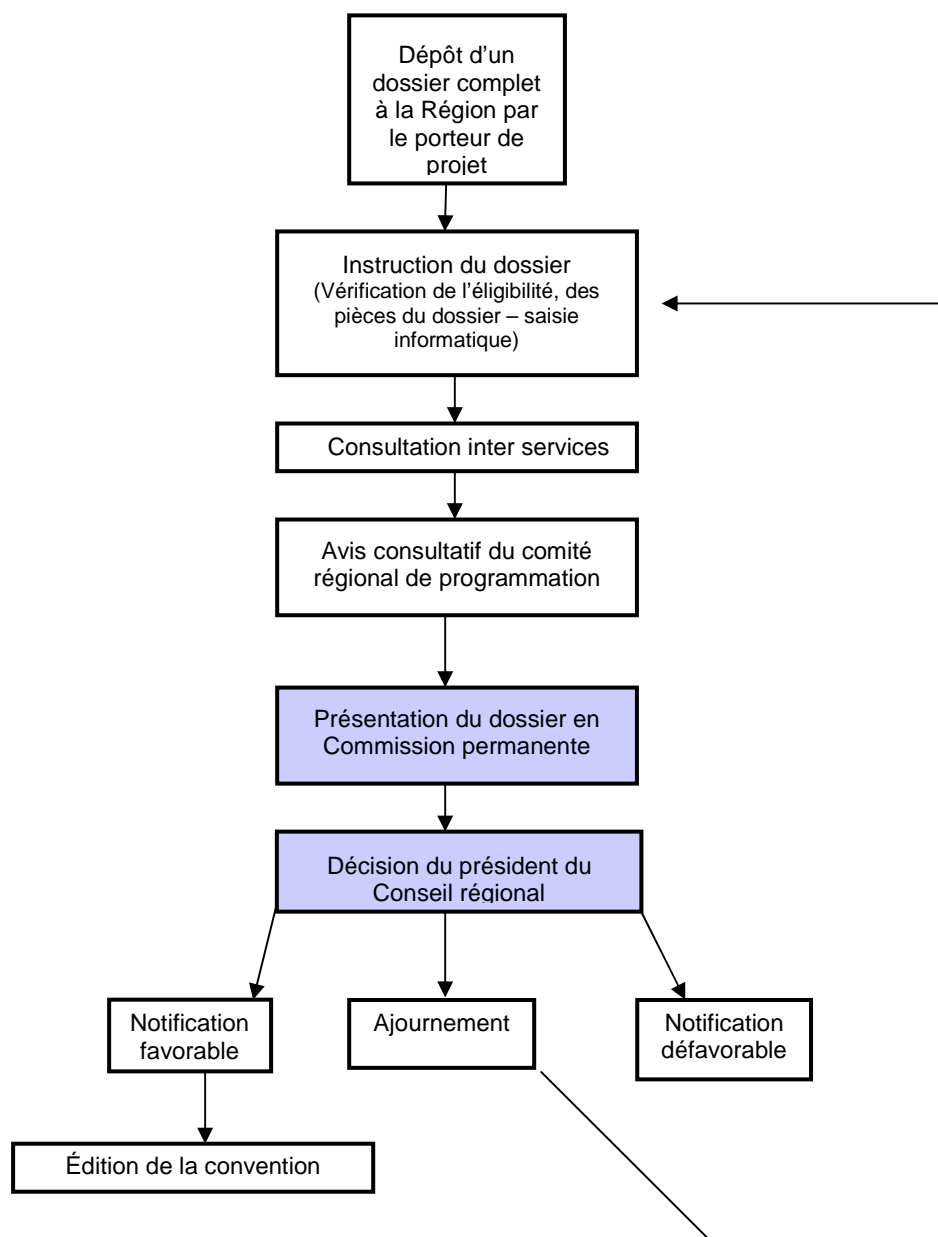 Dépôt d’un
dossier complet
à la Région par
le porteur de
projet
Instruction du dossier
(Vérification de l’éligibilité, des
pièces du dossier – saisie
informatique)
Consultation inter services
Avis consultatif du comité
régional de programmation
Présentation du dossier en
Commission permanente
Décision du président du
Conseil régional
Notification
favorable
Ajournement
Notification
défavorable
Édition de la convention